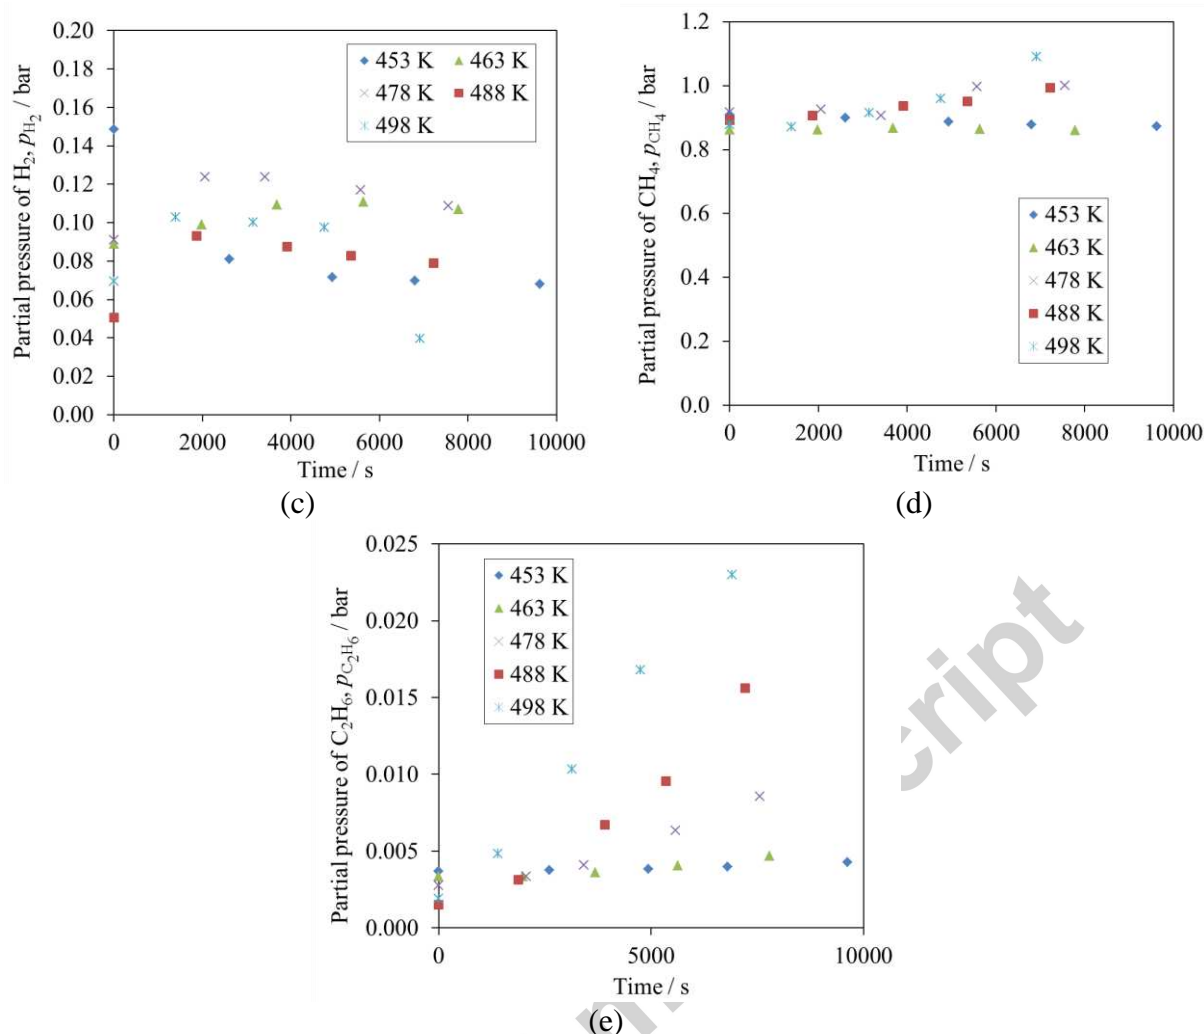 Partial pressure of H2, pH2 / bar
0.20
0.18
0.16
0.14
0.12
0.10
0.08
0.06
0.04
0.02
0.00
453 K 463 K
478 K 488 K
498 K
0 2000 4000 6000 8000 10000
Time / s
(c)
Partial pressure of CH4, pCH4 / bar
1.2
1.0
0.8
0.6
0.4
0.2
0.0
453 K
463 K
478 K
488 K
498 K
0 2000 4000 6000 8000 10000
Time / s
(d)
Partial pressure of C2H6, pC2H6 / bar
0.025
0.020
0.015
0.010
0.005
0.000
453 K
463 K
478 K
488 K
498 K
0 5000 10000
Time / s
(e)